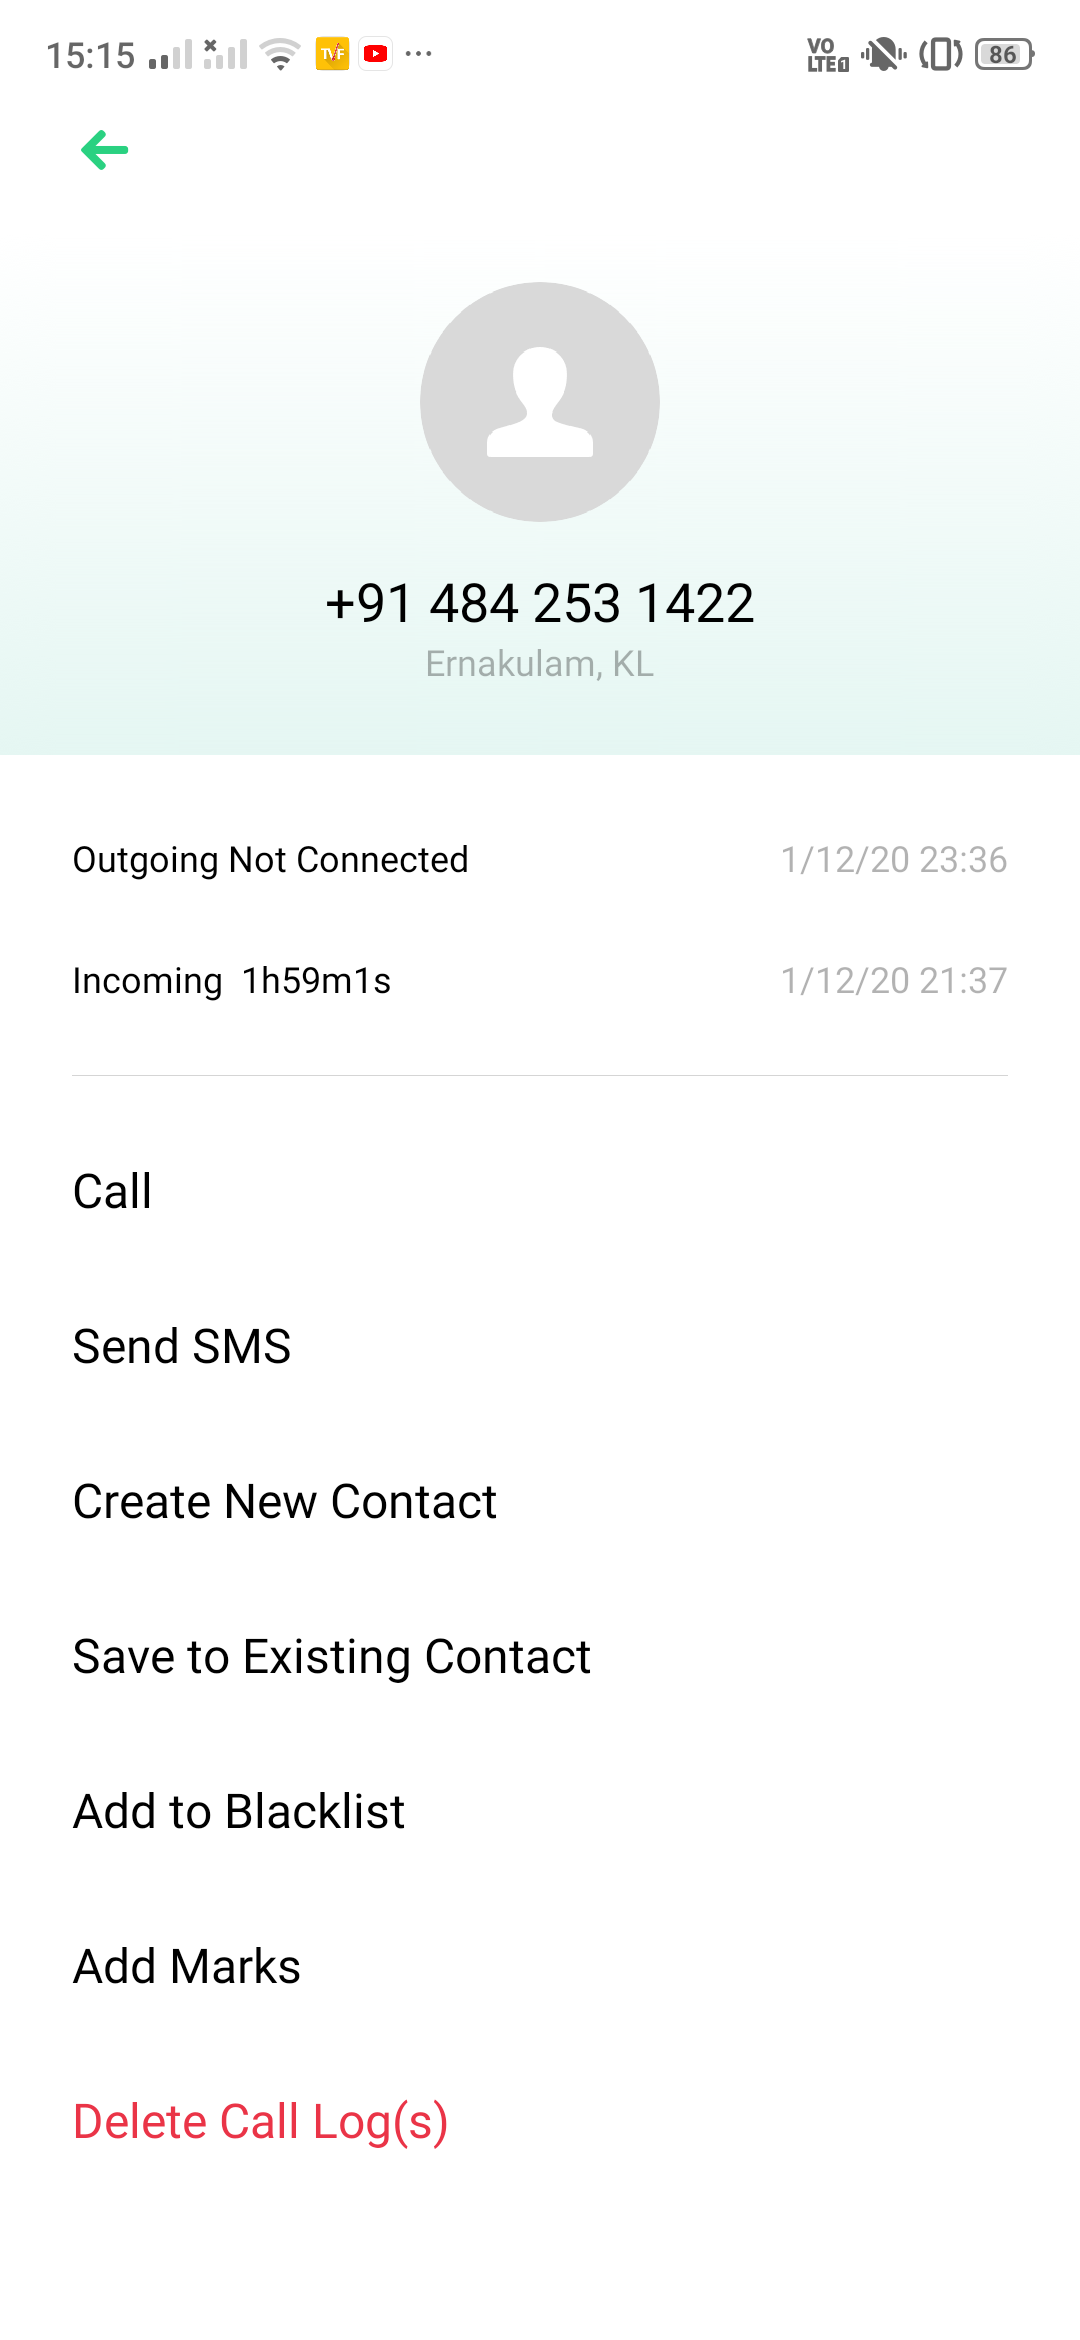 15:15 TVF ... VO LTE 1 86
+91 484 253 1422
Ernakulam, KL
Outgoing Not Connected 1/12/20 23:36
Incoming 1h59m1s 1/12/20 21:37
Call
Send SMS
Create New Contact
Save to Existing Contact
Add to Blacklist
Add Marks
Delete Call Log(s)